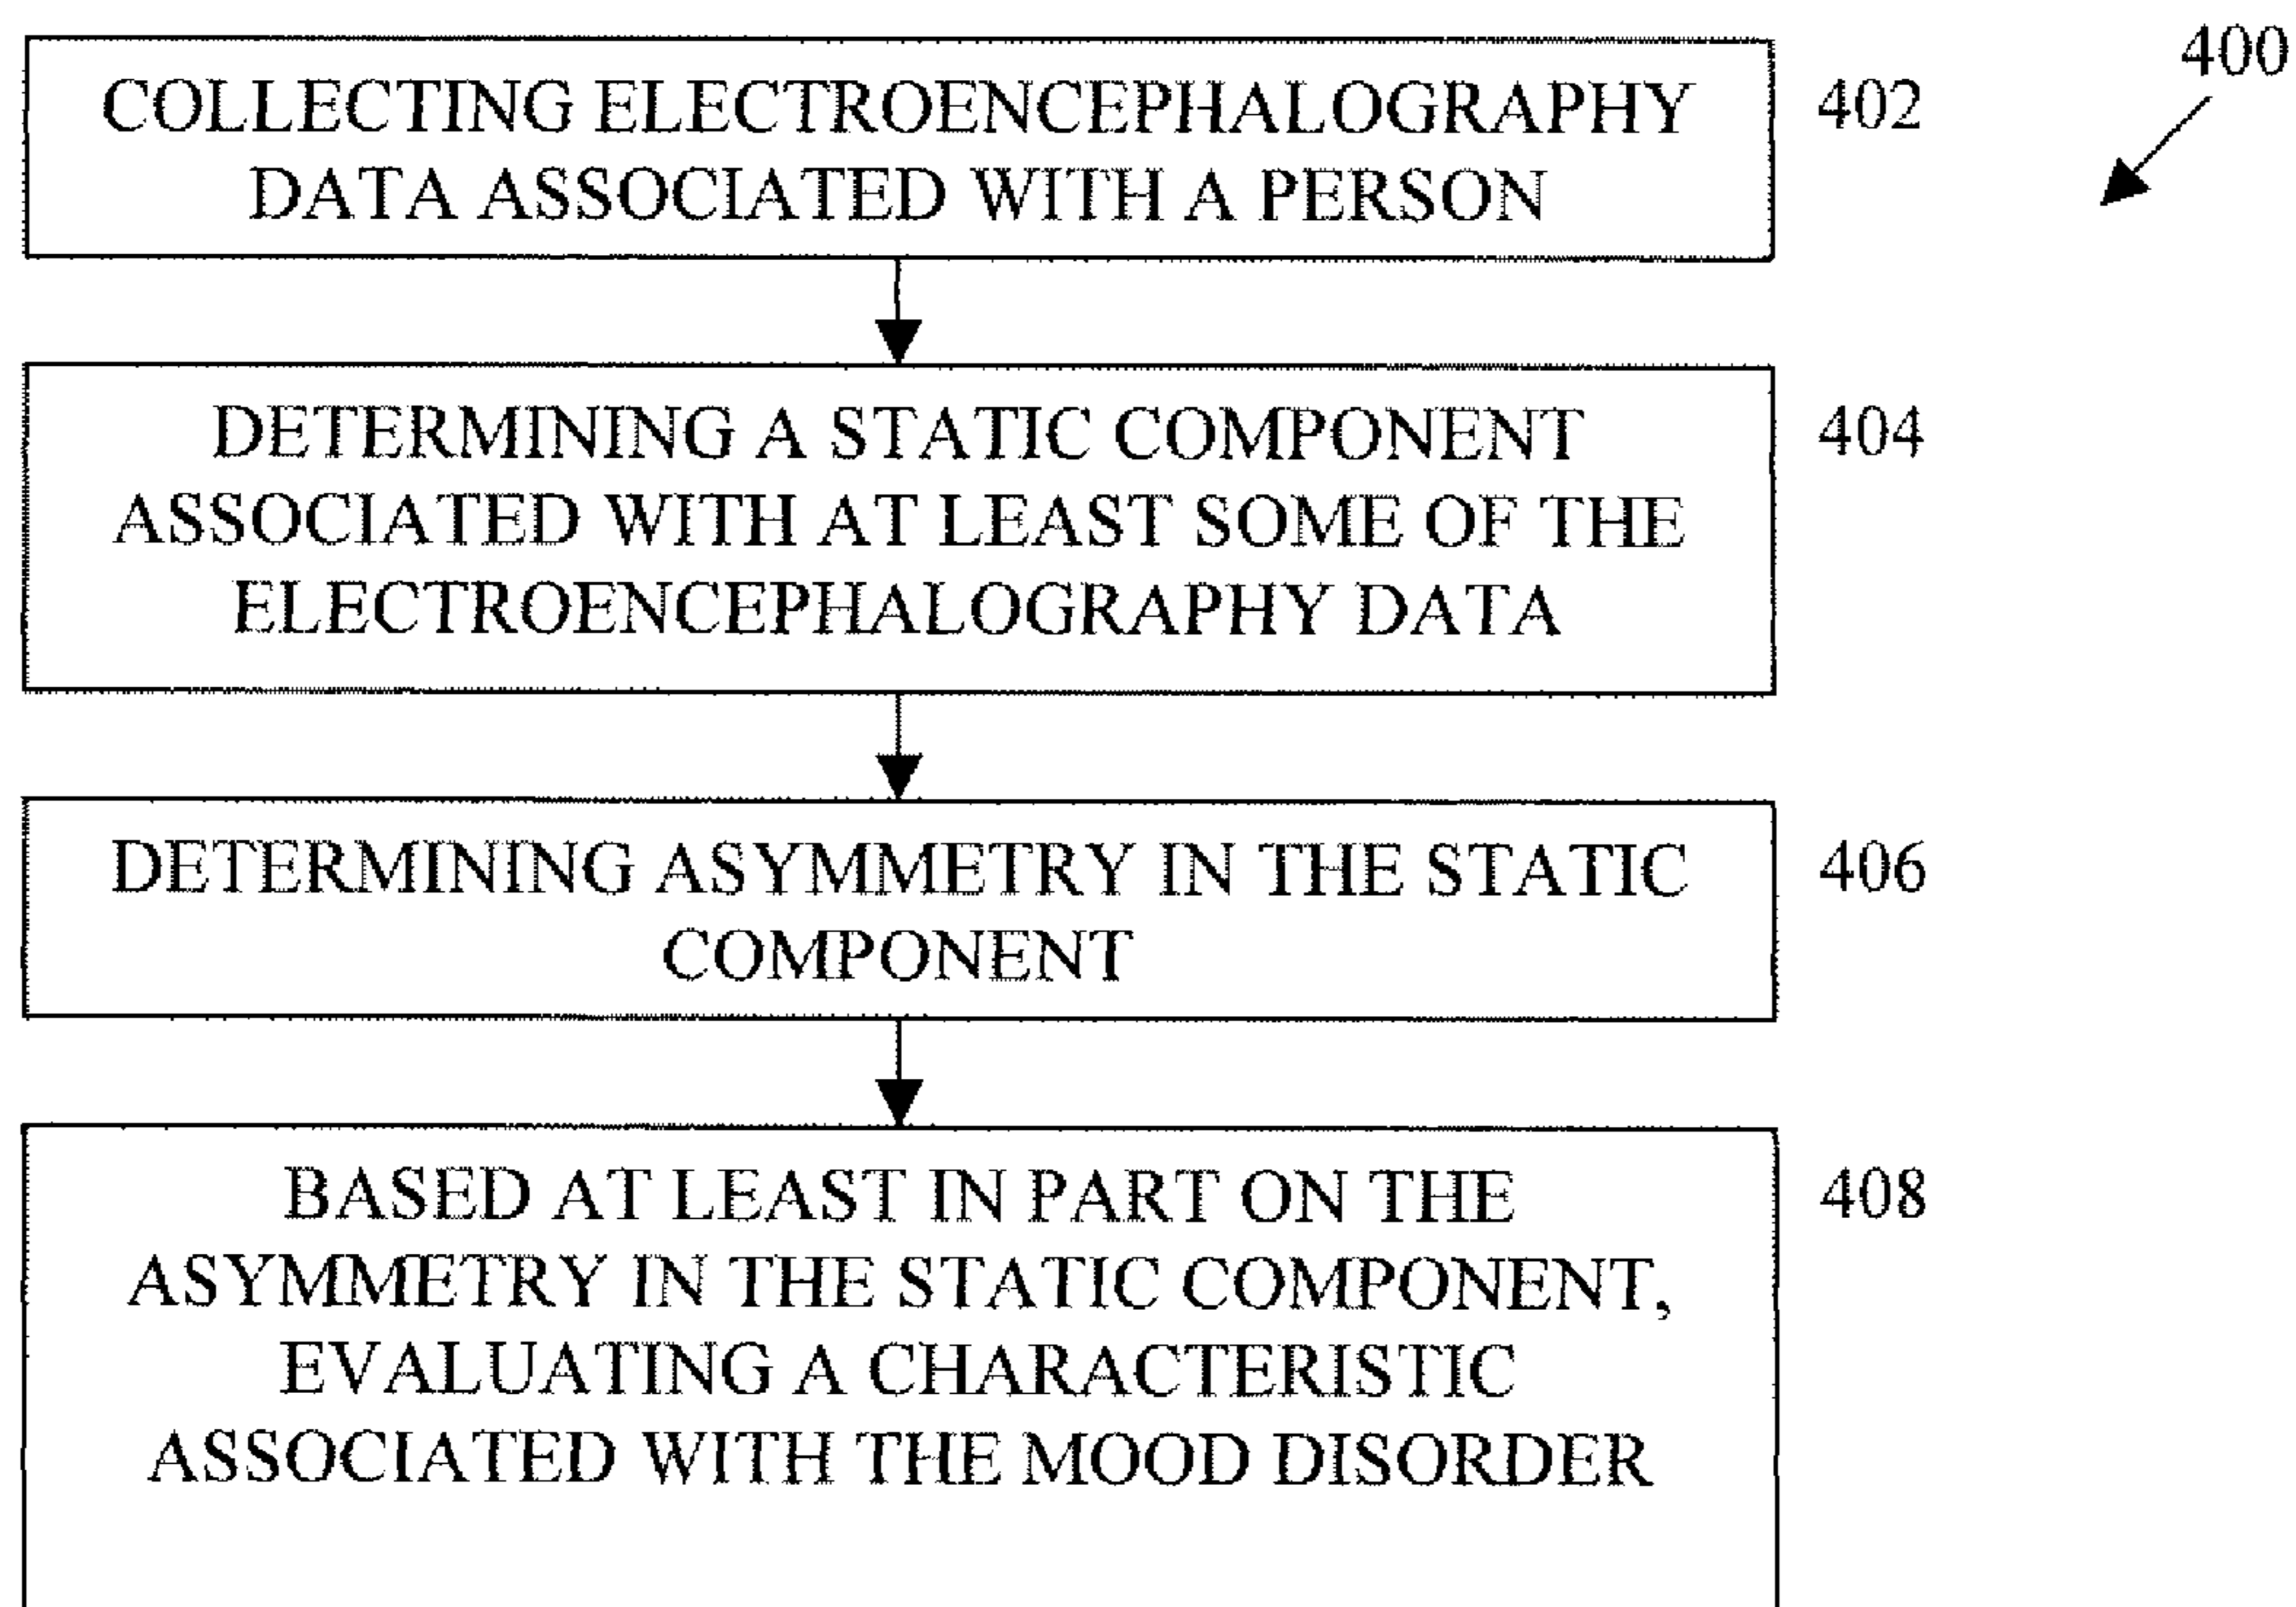 400
COLLECTING ELECTROENCEPHALOGRAPHY
DATA ASSOCIATED WITH A PERSON
402
DETERMINING A STATIC COMPONENT
ASSOCIATED WITH AT LEAST SOME OF THE
ELECTROENCEPHALOGRAPHY DATA
404
DETERMINING ASYMMETRY IN THE STATIC
COMPONENT
406
BASED AT LEAST IN PART ON THE
ASYMMETRY IN THE STATIC COMPONENT,
EVALUATING A CHARACTERISTIC
ASSOCIATED WITH THE MOOD DISORDER
408